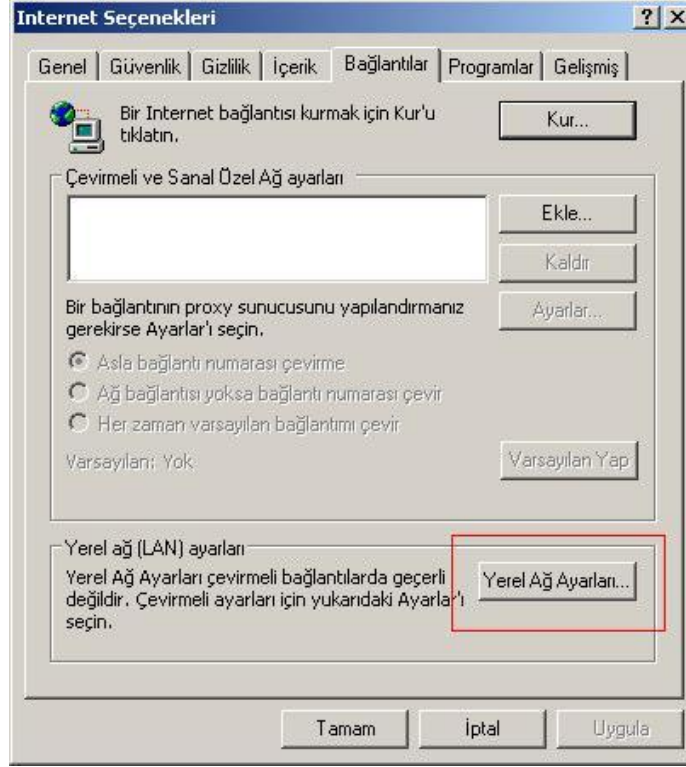 Internet Seçenekleri
Genel Güvenlik Gizlilik İçerik Bağlantılar Programlar Gelişmiş
Bir Internet bağlantısı kurmak için Kur'u
tıklatın.
Kur...
Çevirmeli ve Sanal Özel Ağ ayarları
Ekle...
Kaldır
Bir bağlantının proxy sunucusunu yapılandırmanız
gerekirse Ayarlar'ı seçin.
Ayarlar...
Asla bağlantı numarası çevirme
Ağ bağlantısı yoksa bağlantı numarası çevir
Her zaman varsayılan bağlantımı çevir
Varsayılan: Yok
Varsayılan Yap
Yerel ağ (LAN) ayarları
Yerel Ağ Ayarları çevirmeli bağlantılarda geçerli
değildir. Çevirmeli ayarları için yukarıdaki Ayarlar'ı
seçin.
Yerel Ağ Ayarları...
Tamam İptal Uygula